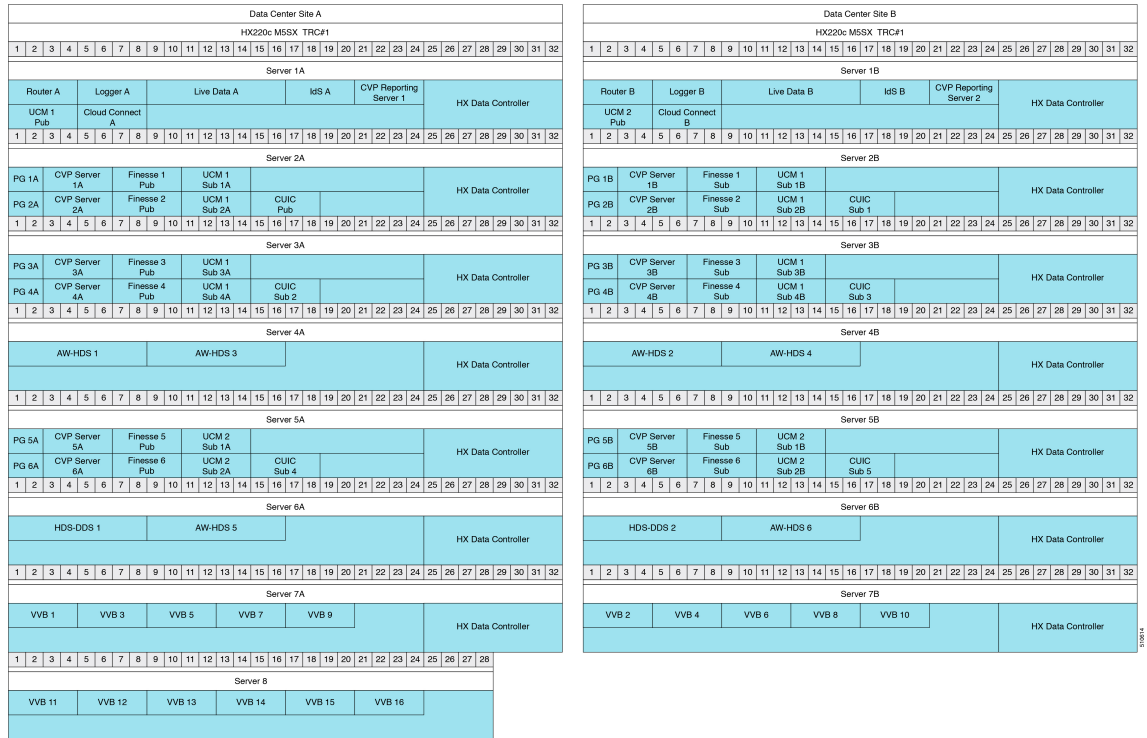 Data Center Site A
HX220c M5SX TRC#1
1 2 3 4 5 6 7 8 9 10 11 12 13 14 15 16 17 18 19 20 21 22 23 24 25 26 27 28 29 30 31 32
Server 1A
Router A Logger A Live Data A IdS A CVP Reporting
Server 1
HX Data Controller
UCM 1 Cloud Connect
Pub A
1 2 3 4 5 6 7 8 9 10 11 12 13 14 15 16 17 18 19 20 21 22 23 24 25 26 27 28 29 30 31 32
Server 2A
PG 1A CVP Server Finesse 1 UCM 1
1A Pub Sub 1A
HX Data Controller
PG 2A CVP Server Finesse 2 UCM 1 CUIC
2A Pub Sub 2A Pub
1 2 3 4 5 6 7 8 9 10 11 12 13 14 15 16 17 18 19 20 21 22 23 24 25 26 27 28 29 30 31 32
Server 3A
PG 3A CVP Server Finesse 3 UCM 1
3A Pub Sub 3A
HX Data Controller
PG 4A CVP Server Finesse 4 UCM 1 CUIC
4A Pub Sub 4A Sub 2
1 2 3 4 5 6 7 8 9 10 11 12 13 14 15 16 17 18 19 20 21 22 23 24 25 26 27 28 29 30 31 32
Server 4A
AW-HDS 1 AW-HDS 3
HX Data Controller
1 2 3 4 5 6 7 8 9 10 11 12 13 14 15 16 17 18 19 20 21 22 23 24 25 26 27 28 29 30 31 32
Server 5A
PG 5A CVP Server Finesse 5 UCM 2
5A Pub Sub 1A
HX Data Controller
PG 6A CVP Server Finesse 6 UCM 2 CUIC
6A Pub Sub 2A Sub 4
1 2 3 4 5 6 7 8 9 10 11 12 13 14 15 16 17 18 19 20 21 22 23 24 25 26 27 28 29 30 31 32
Server 6A
HDS-DDS 1 AW-HDS 5
HX Data Controller
1 2 3 4 5 6 7 8 9 10 11 12 13 14 15 16 17 18 19 20 21 22 23 24 25 26 27 28 29 30 31 32
Server 7A
VVB 1 VVB 3 VVB 5 VVB 7 VVB 9
HX Data Controller
1 2 3 4 5 6 7 8 9 10 11 12 13 14 15 16 17 18 19 20 21 22 23 24 25 26 27 28
Server 8
VVB 11 VVB 12 VVB 13 VVB 14 VVB 15 VVB 16
Data Center Site B
HX220c M5SX TRC#1
1 2 3 4 5 6 7 8 9 10 11 12 13 14 15 16 17 18 19 20 21 22 23 24 25 26 27 28 29 30 31 32
Server 1B
Router B Logger B Live Data B IdS B CVP Reporting
Server 2
HX Data Controller
UCM 2 Cloud Connect
Pub B
1 2 3 4 5 6 7 8 9 10 11 12 13 14 15 16 17 18 19 20 21 22 23 24 25 26 27 28 29 30 31 32
Server 2B
PG 1B CVP Server Finesse 1 UCM 1
1B Sub Sub 1B
HX Data Controller
PG 2B CVP Server Finesse 2 UCM 1 CUIC
2B Sub Sub 2B Sub 1
1 2 3 4 5 6 7 8 9 10 11 12 13 14 15 16 17 18 19 20 21 22 23 24 25 26 27 28 29 30 31 32
Server 3B
PG 3B CVP Server Finesse 3 UCM 1
3B Sub Sub 3B
HX Data Controller
PG 4B CVP Server Finesse 4 UCM 1 CUIC
4B Sub Sub 4B Sub 3
1 2 3 4 5 6 7 8 9 10 11 12 13 14 15 16 17 18 19 20 21 22 23 24 25 26 27 28 29 30 31 32
Server 4B
AW-HDS 2 AW-HDS 4
HX Data Controller
1 2 3 4 5 6 7 8 9 10 11 12 13 14 15 16 17 18 19 20 21 22 23 24 25 26 27 28 29 30 31 32
Server 5B
PG 5B CVP Server Finesse 5 UCM 2
5B Sub Sub 1B
HX Data Controller
PG 6B CVP Server Finesse 6 UCM 2 CUIC
6B Sub Sub 2B Sub 5
1 2 3 4 5 6 7 8 9 10 11 12 13 14 15 16 17 18 19 20 21 22 23 24 25 26 27 28 29 30 31 32
Server 6B
HDS-DDS 2 AW-HDS 6
HX Data Controller
1 2 3 4 5 6 7 8 9 10 11 12 13 14 15 16 17 18 19 20 21 22 23 24 25 26 27 28 29 30 31 32
Server 7B
VVB 2 VVB 4 VVB 6 VVB 8 VVB 10
HX Data Controller
510614